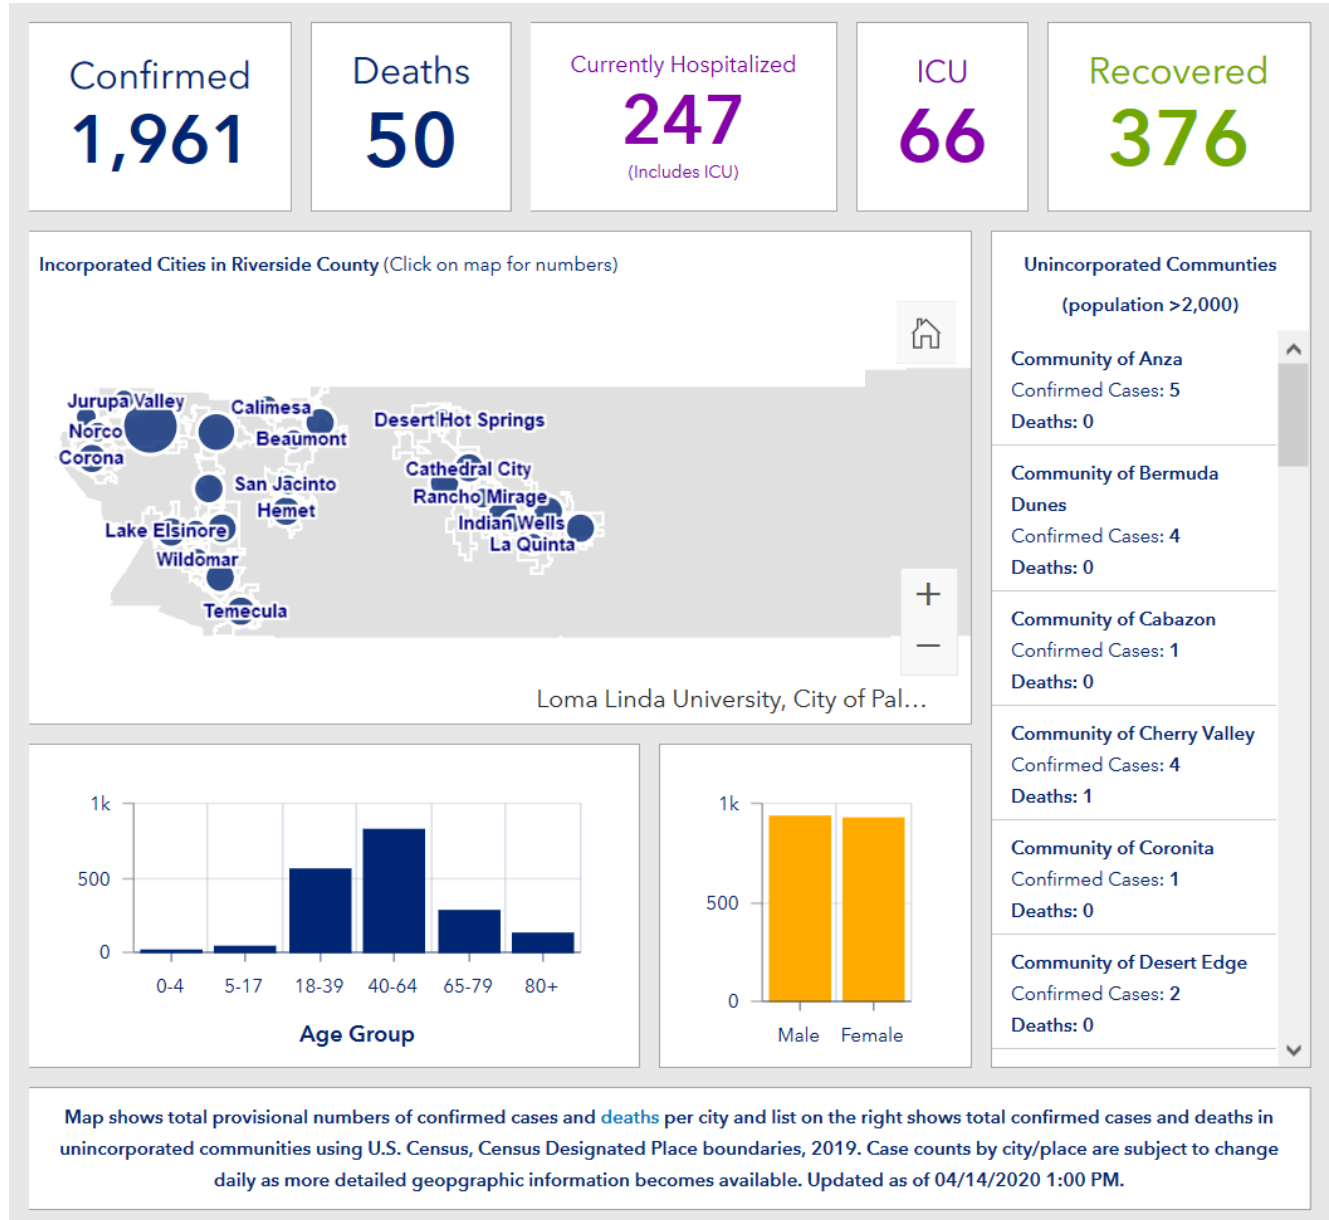 Confirmed
1,961
Deaths
50
Currently Hospitalized
247
(Includes ICU)
ICU
66
Recovered
376
Incorporated Cities in Riverside County (Click on map for numbers)
Jurupa Valley
Norco
Corona
Calimesa
Beaumont
San Jacinto
Hemet
Lake Elsinore
Wildomar
Temecula
Desert Hot Springs
Cathedral City
Rancho Mirage
Indian Wells
La Quinta
+
−
Loma Linda University, City of Pal...
Unincorporated Communties
(population >2,000)
Community of Anza
Confirmed Cases: 5
Deaths: 0
Community of Bermuda
Dunes
Confirmed Cases: 4
Deaths: 0
Community of Cabazon
Confirmed Cases: 1
Deaths: 0
Community of Cherry Valley
Confirmed Cases: 4
Deaths: 1
Community of Coronita
Confirmed Cases: 1
Deaths: 0
Community of Desert Edge
Confirmed Cases: 2
Deaths: 0
1k
500
0
0-4 5-17 18-39 40-64 65-79 80+
Age Group
1k
500
0
Male Female
Map shows total provisional numbers of confirmed cases and deaths per city and list on the right shows total confirmed cases and deaths in
unincorporated communities using U.S. Census, Census Designated Place boundaries, 2019. Case counts by city/place are subject to change
daily as more detailed geopgraphic information becomes available. Updated as of 04/14/2020 1:00 PM.